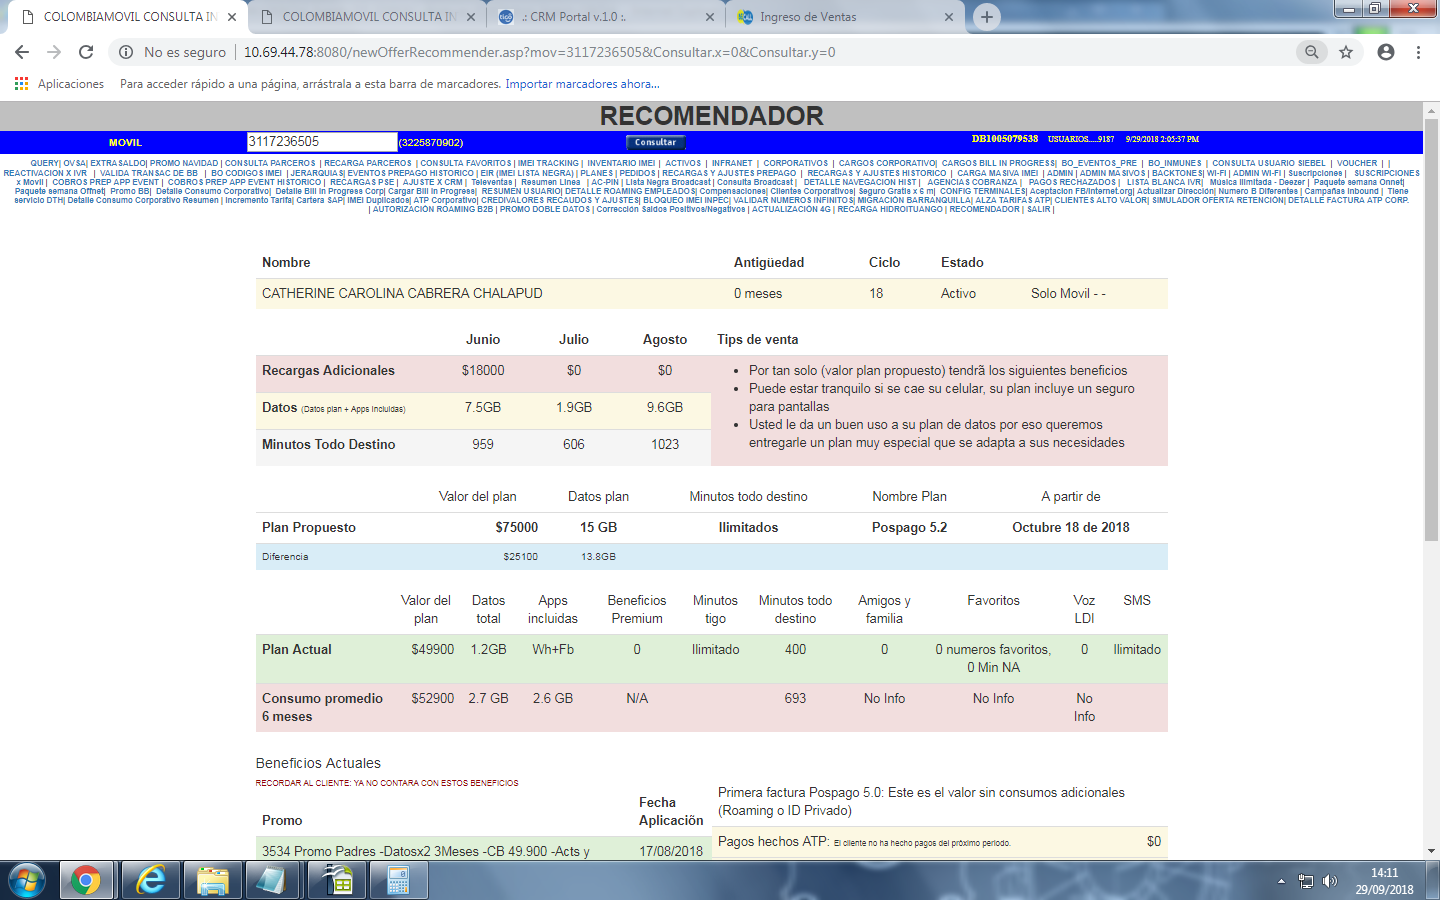 COLOMBIAMOVIL CONSULTA IN
COLOMBIAMOVIL CONSULTA IN
.: CRM Portal v.1.0 :.
Ingreso de Ventas
No es seguro | 10.69.44.78:8080/newOfferRecommender.asp?mov=3117236505&Consultar.x=0&Consultar.y=0
Aplicaciones Para acceder rápido a una página, arrástrala a esta barra de marcadores. Importar marcadores ahora...
RECOMENDADOR
MOVIL 3117236505 (3225870902) Consultar DB1005079538 USUARIOS.....9187 9/29/2018 2:05:37 PM
QUERY| OVSA| EXTRASALDO| PROMO NAVIDAD | CONSULTA PARCEROS | RECARGA PARCEROS | CONSULTA FAVORITOS | IMEI TRACKING | INVENTARIO IMEI | ACTIVOS | INFRANET | CORPORATIVOS | CARGOS CORPORATIVO| CARGOS BILL IN PROGRESS| BO_EVENTOS_PRE | BO_INMUNES | CONSULTA USUARIO SIEBEL | VOUCHER | |
REACTIVACION X IVR | VALIDA TRANSAC DE BB | BO CODIGOS IMEI | JERARQUIAS| EVENTOS PREPAGO HISTORICO | EIR (IMEI LISTA NEGRA) | PLANES | PEDIDOS | RECARGAS Y AJUSTES PREPAGO | RECARGAS Y AJUSTES HISTORICO | CARGA MASIVA IMEI | ADMIN | ADMIN MASIVOS | BACKTONES| WI-FI | ADMIN WI-FI | Suscripciones | SUSCRIPCIONES
x Movil | COBROS PREP APP EVENT | COBROS PREP APP EVENT HISTORICO | RECARGAS PSE | AJUSTE X CRM | Televentas | Resumen Linea | AC-PIN | Lista Negra Broadcast | Consulta Broadcast | DETALLE NAVEGACION HIST | AGENCIAS COBRANZA | PAGOS RECHAZADOS | LISTA BLANCA IVR| Música Ilimitada - Deezer | Paquete semana Onnet|
Paquete semana Offnet| Promo BB| Detalle Consumo Corporativo| Detalle Bill In Progress Corp| Cargar Bill In Progress| RESUMEN USUARIO| DETALLE ROAMING EMPLEADOS| Compensaciones| Clientes Corporativos| Seguro Gratis x 6 m| CONFIG TERMINALES| Aceptacion FB/Internet.org| Actualizar Dirección| Numero B Diferentes | Campañas Inbound | Tiene
servicio DTH| Detalle Consumo Corporativo Resumen | Incremento Tarifa| Cartera SAP| IMEI Duplicados| ATP Corporativo| CREDIVALORES RECAUDOS Y AJUSTES| BLOQUEO IMEI INPEC| VALIDAR NUMEROS INFINITOS| MIGRACIÓN BARRANQUILLA| ALZA TARIFAS ATP| CLIENTES ALTO VALOR| SIMULADOR OFERTA RETENCIÓN| DETALLE FACTURA ATP CORP.
| AUTORIZACIÓN ROAMING B2B | PROMO DOBLE DATOS | Corrección Saldos Positivos/Negativos | ACTUALIZACIÓN 4G | RECARGA HIDROITUANGO | RECOMENDADOR | SALIR |
Nombre Antigüedad Ciclo Estado
CATHERINE CAROLINA CABRERA CHALAPUD 0 meses 18 Activo Solo Movil - -
Junio Julio Agosto Tips de venta
Recargas Adicionales $18000 $0 $0
Datos (Datos plan + Apps Incluidas) 7.5GB 1.9GB 9.6GB
Minutos Todo Destino 959 606 1023
Por tan solo (valor plan propuesto) tendrã los siguientes beneficios
Puede estar tranquilo si se cae su celular, su plan incluye un seguro
para pantallas
Usted le da un buen uso a su plan de datos por eso queremos
entregarle un plan muy especial que se adapta a sus necesidades
Valor del plan Datos plan Minutos todo destino Nombre Plan A partir de
Plan Propuesto $75000 15 GB Ilimitados Pospago 5.2 Octubre 18 de 2018
Diferencia $25100 13.8GB
Valor del Datos Apps Beneficios Minutos Minutos todo Amigos y Favoritos Voz SMS
plan total incluidas Premium tigo destino familia LDI
Plan Actual $49900 1.2GB Wh+Fb 0 Ilimitado 400 0 0 numeros favoritos, 0 Ilimitado
0 Min NA
Consumo promedio $52900 2.7 GB 2.6 GB N/A 693 No Info No Info No
6 meses Info
Beneficios Actuales
RECORDAR AL CLIENTE: YA NO CONTARA CON ESTOS BENEFICIOS
Promo Fecha
Aplicaciõn
3534 Promo Padres -Datosx2 3Meses -CB 49.900 -Acts y 17/08/2018
Primera factura Pospago 5.0: Este es el valor sin consumos adicionales
(Roaming o ID Privado)
Pagos hechos ATP: El cliente no ha hecho pagos del próximo periodo. $0
14:11
29/09/2018